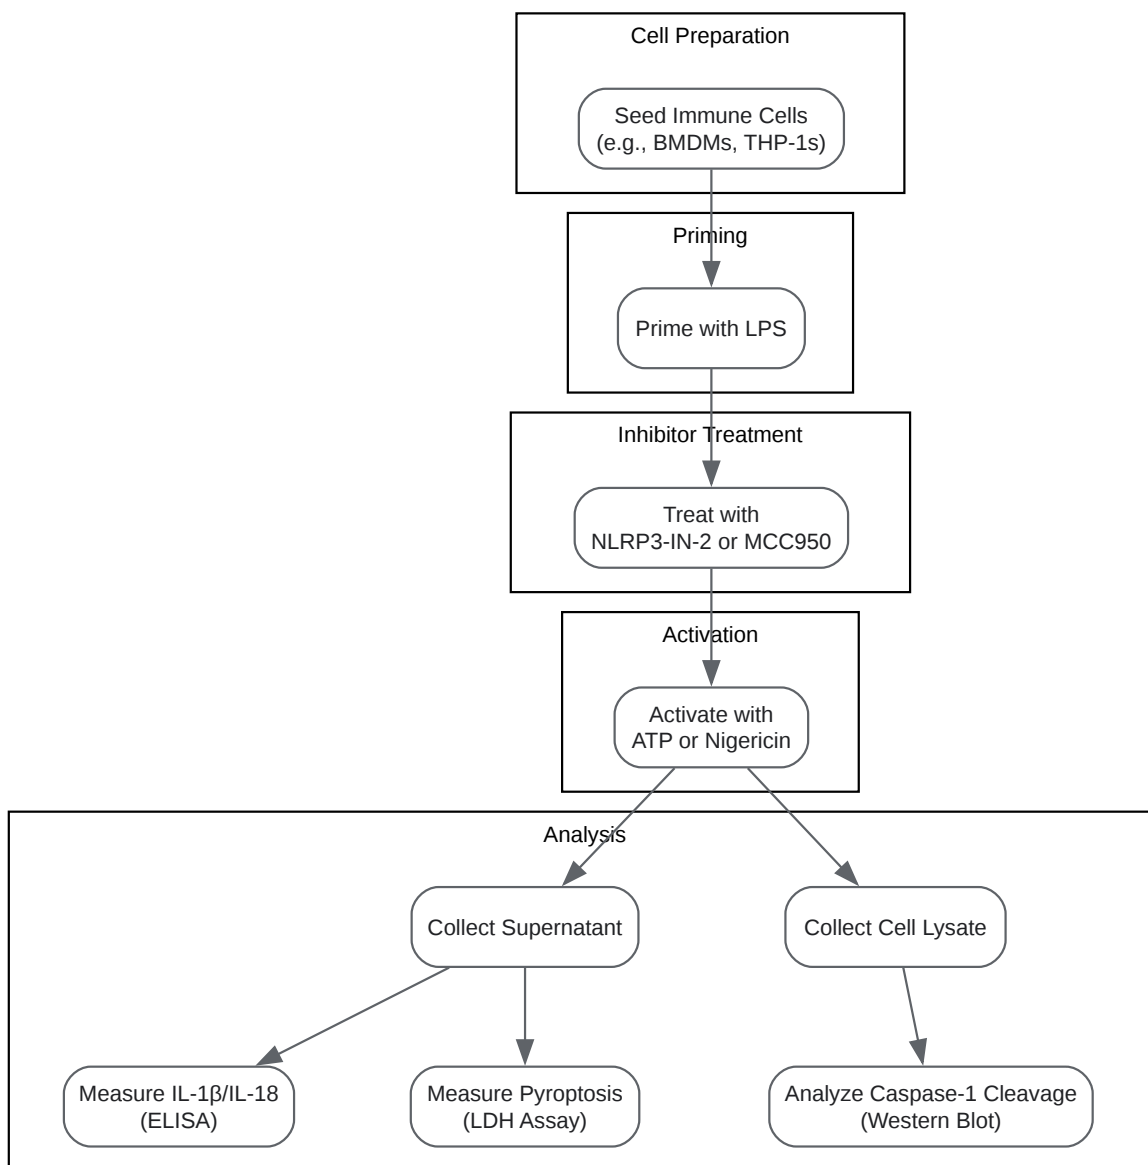 Cell Preparation
Seed Immune Cells
(e.g., BMDMs, THP-1s)
Priming
Prime with LPS
Inhibitor Treatment
Treat with
NLRP3-IN-2 or MCC950
Activation
Activate with
ATP or Nigericin
Analysis
Collect Supernatant
Collect Cell Lysate
Measure IL-1β/IL-18
(ELISA)
Measure Pyroptosis
(LDH Assay)
Analyze Caspase-1 Cleavage
(Western Blot)